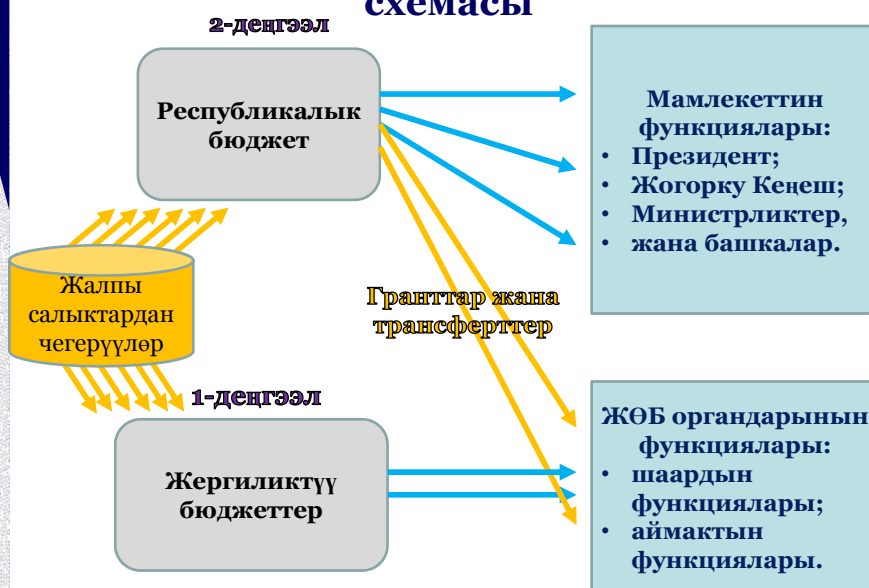 схемасы
2-деңгээл
Республикалык
бюджет
Мамлекеттин
функциялары:
• Президент;
• Жогорку Кеңеш;
• Министрликтер,
• жана башкалар.
Жалпы
салыктардан
чегерүүлөр
Гранттар жана
трансферттер
1-деңгээл
Жергиликтүү
бюджеттер
ЖӨБ органдарынын
функциялары:
• шаардын
функциялары;
• аймактын
функциялары.